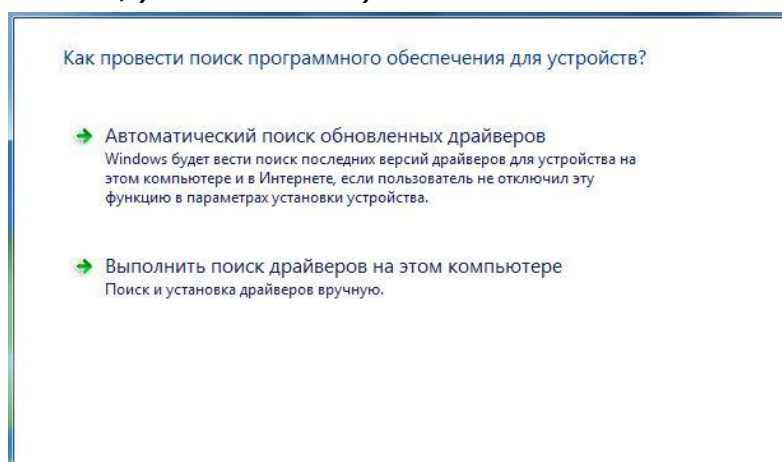 Как провести поиск программного обеспечения для устройств?
Автоматический поиск обновленных драйверов
Windows будет вести поиск последних версий драйверов для устройства на
этом компьютере и в Интернете, если пользователь не отключил эту
функцию в параметрах установки устройства.
Выполнить поиск драйверов на этом компьютере
Поиск и установка драйверов вручную.